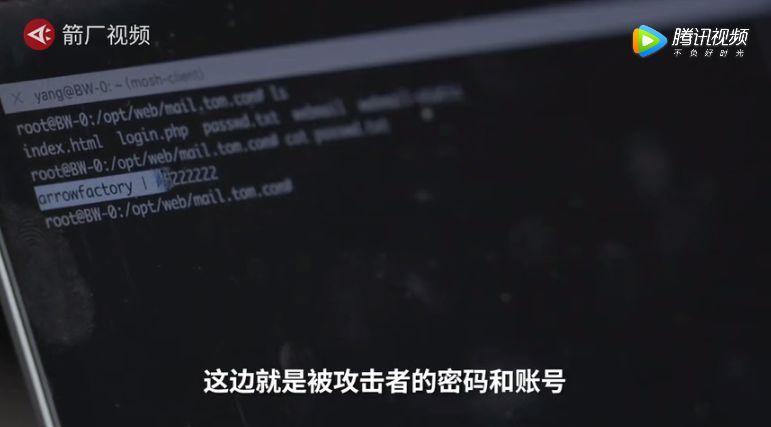 箭厂视频
腾讯视频
不负好时光
yang@BW-0: ~ (mosh-client)
root@BW-0:/opt/web/mail.tom.com# ls
index.html login.php passwd.txt webmail webmail-static
root@BW-0:/opt/web/mail.tom.com# cat passwd.txt
arrowfactory | 222222
root@BW-0:/opt/web/mail.tom.com#
这边就是被攻击者的密码和账号